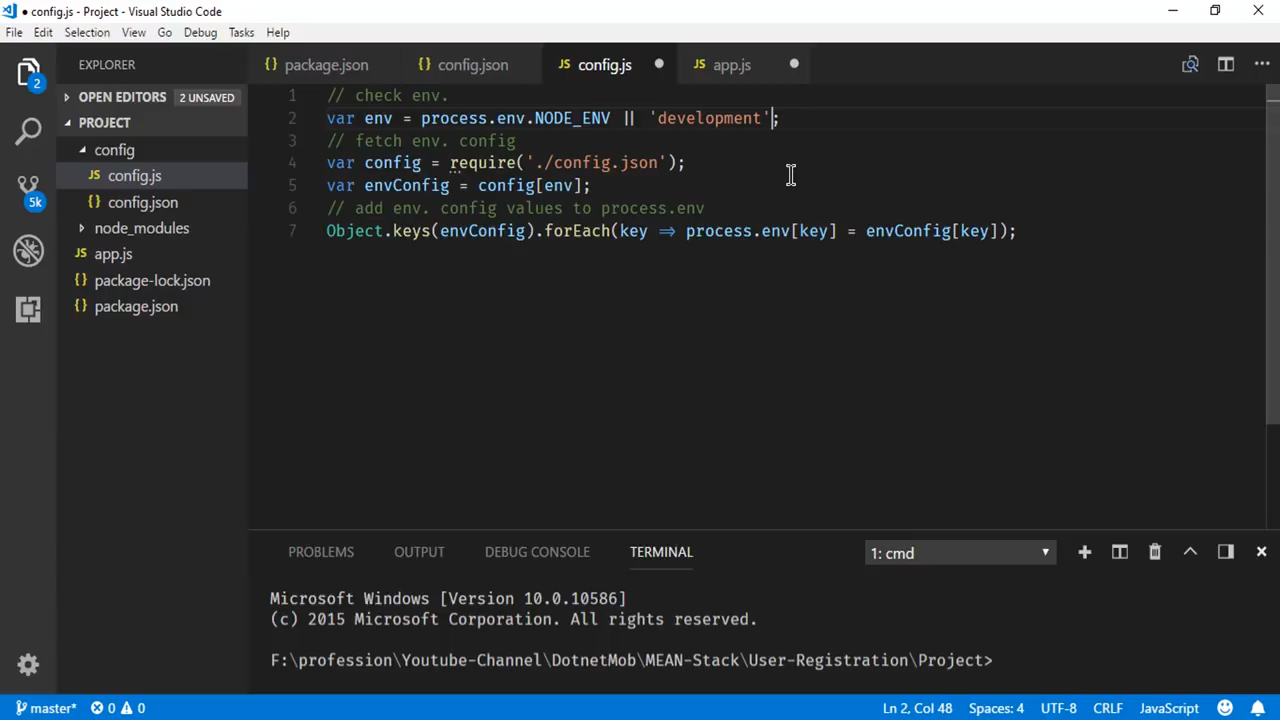 ● config.js - Project - Visual Studio Code
File Edit Selection View Go Debug Tasks Help
EXPLORER
2
5k
OPEN EDITORS 2 UNSAVED
PROJECT
config
JS config.js
{} config.json
node_modules
JS app.js
{} package-lock.json
{} package.json
{} package.json {} config.json JS config.js ● JS app.js ●
1 // check env.
2 var env = process.env.NODE_ENV || 'development';
3 // fetch env. config
4 var config = require('./config.json');
5 var envConfig = config[env];
6 // add env. config values to process.env
7 Object.keys(envConfig).forEach(key => process.env[key] = envConfig[key]);
PROBLEMS OUTPUT DEBUG CONSOLE TERMINAL 1: cmd
Microsoft Windows [Version 10.0.10586]
(c) 2015 Microsoft Corporation. All rights reserved.
F:\profession\Youtube-Channel\DotnetMob\MEAN-Stack\User-Registration\Project>
master* 0 0 Ln 2, Col 48 Spaces: 4 UTF-8 CRLF JavaScript